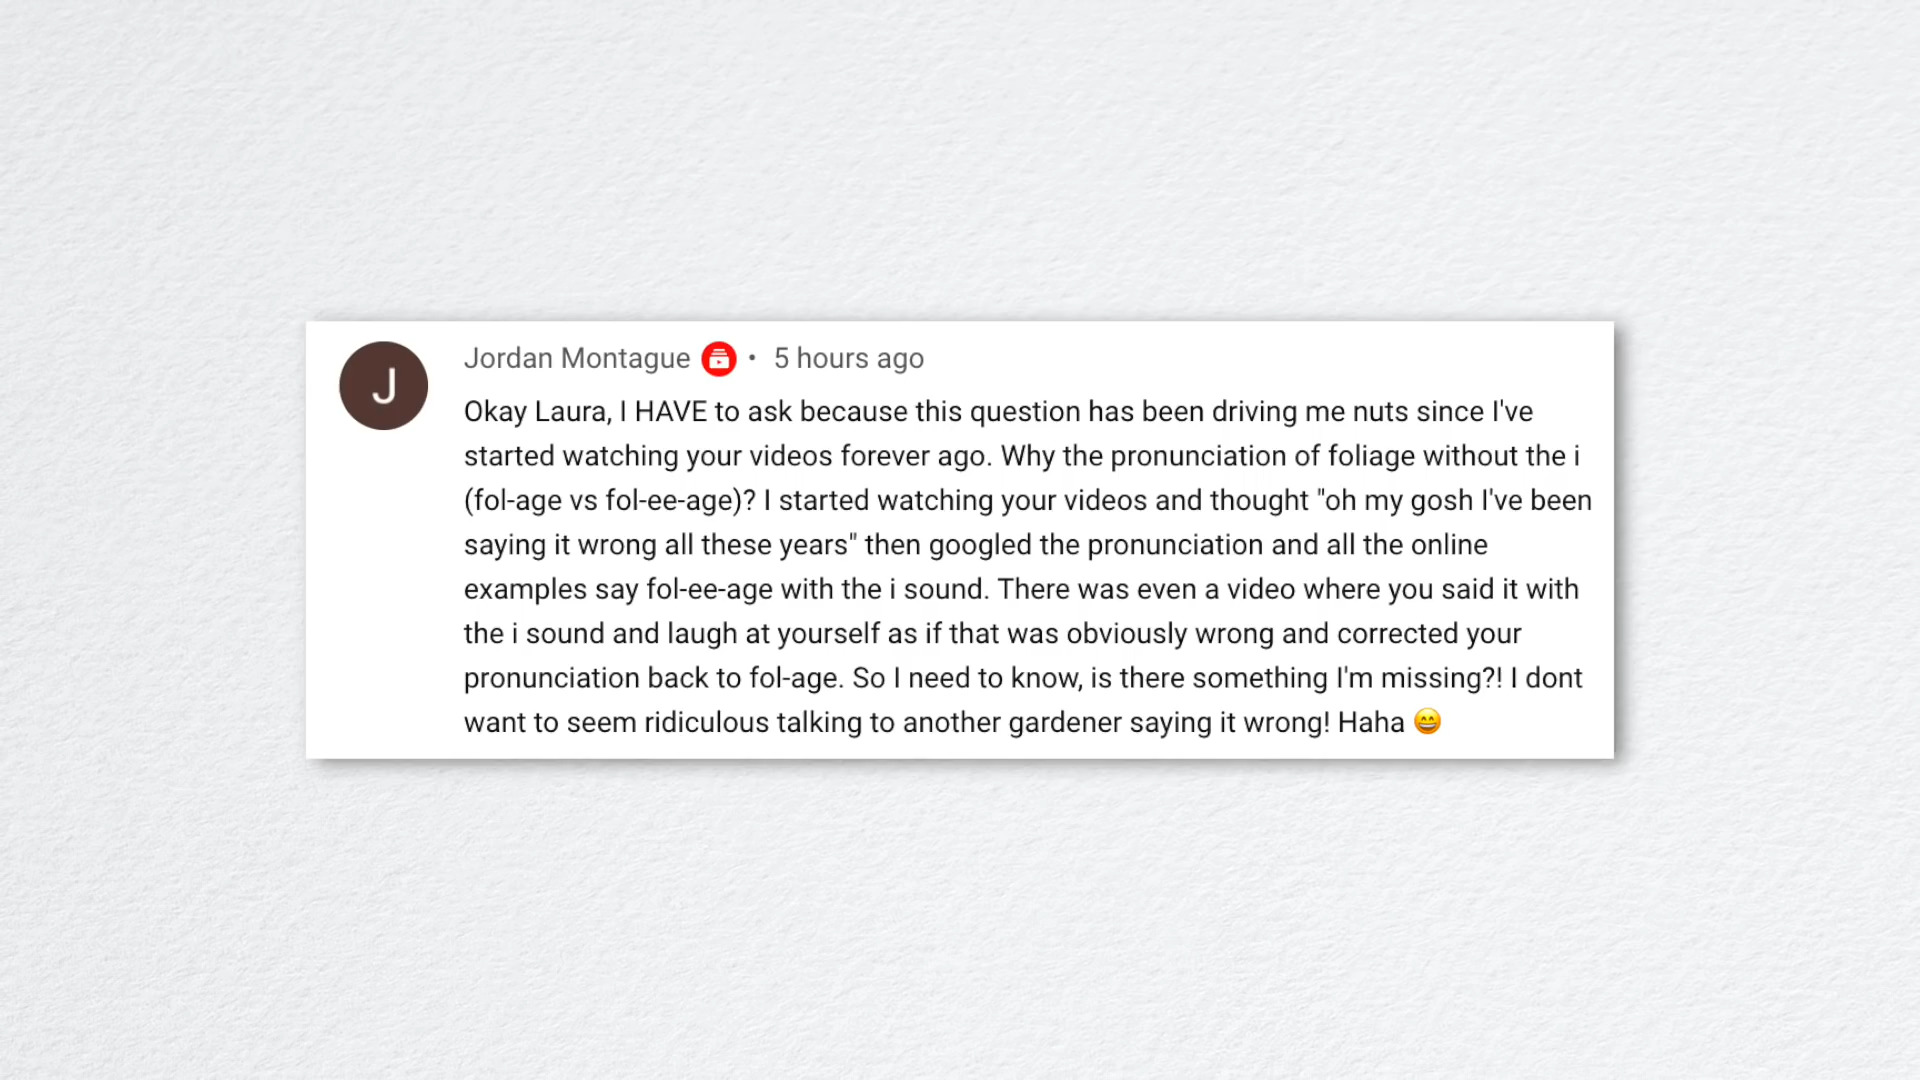 J
Jordan Montague • 5 hours ago
Okay Laura, I HAVE to ask because this question has been driving me nuts since I've
started watching your videos forever ago. Why the pronunciation of foliage without the i
(fol-age vs fol-ee-age)? I started watching your videos and thought "oh my gosh I've been
saying it wrong all these years" then googled the pronunciation and all the online
examples say fol-ee-age with the i sound. There was even a video where you said it with
the i sound and laugh at yourself as if that was obviously wrong and corrected your
pronunciation back to fol-age. So I need to know, is there something I'm missing?! I dont
want to seem ridiculous talking to another gardener saying it wrong! Haha 😄